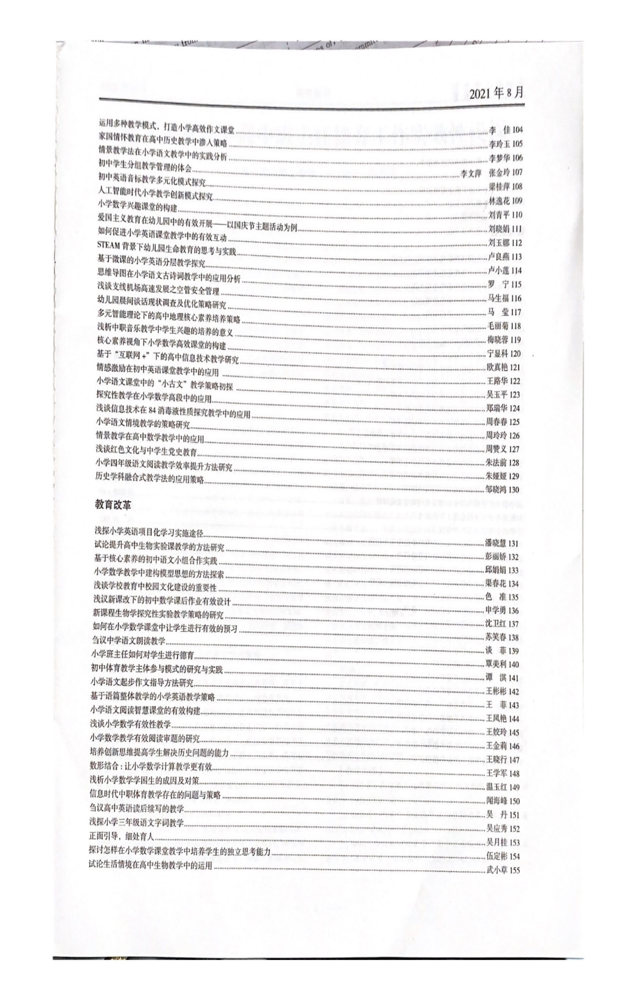 2021 年 8 月
运用多种教学模式，打造小学高效作文课堂 李　佳 104
家国情怀教育在高中历史教学中渗入策略 李玲玉 105
情景教学法在小学语文教学中的实践分析 李梦华 106
初中学生分组教学管理的体会 李文萍　张金玲 107
初中英语音标教学多元化模式探究 梁桂萍 108
人工智能时代小学教学创新模式探究 林逸花 109
小学数学兴趣课堂的构建 刘青平 110
爱国主义教育在幼儿园中的有效开展——以国庆节主题活动为例 刘晓娟 111
如何促进小学英语课堂教学中的有效互动 刘玉娜 112
STEAM 背景下幼儿园生命教育的思考与实践 卢良燕 113
基于微课的小学英语分层教学探究 卢小莲 114
思维导图在小学语文古诗词教学中的应用分析 罗　宁 115
浅谈支线机场高速发展之空管安全管理 马生福 116
幼儿园晨间谈话现状调查及优化策略研究 马　莹 117
多元智能理论下的高中地理核心素养培养策略 毛丽菊 118
浅析中职音乐教学中学生兴趣的培养的意义 梅晓蓉 119
核心素养视角下小学数学高效课堂的构建 宁显科 120
基于“互联网 +”下的高中信息技术教学研究 欧真艳 121
情感激励在初中英语课堂教学中的应用 王路华 122
小学语文课堂中的“小古文”教学策略初探 吴玉平 123
探究性教学在小学数学高段中的应用 郑瑞华 124
浅谈信息技术在 84 消毒液性质探究教学中的应用 周春春 125
小学语文情境教学的策略研究 周玲玲 126
情景教学在高中数学教学中的应用 周赞义 127
浅谈红色文化与中学生党史教育 朱法前 128
小学四年级语文阅读教学效率提升方法研究 朱娅娅 129
历史学科融合式教学法的应用策略 邹晓鸿 130
教育改革
浅探小学英语项目化学习实施途径 潘晓慧 131
试论提升高中生物实验课教学的方法研究 彭丽娇 132
基于核心素养的初中语文小组合作实践 邱娟娟 133
小学数学教学中建构模型思想的方法探索 渠春花 134
浅谈学校教育中校园文化建设的重要性 色　准 135
浅议新课改下的初中数学课后作业有效设计 申学勇 136
新课程生物学探究性实验教学策略的研究 沈卫红 137
如何在小学数学课堂中让学生进行有效的预习 苏笑春 138
刍议中学语文朗读教学 谈　菲 139
小学班主任如何对学生进行德育 覃美利 140
初中体育教学主体参与模式的研究与实践 谭　淇 141
小学语文起步作文指导方法研究 王彬彬 142
基于语篇整体教学的小学英语教学策略 王　菲 143
小学语文阅读智慧课堂的有效构建 王凤艳 144
浅谈小学数学有效性教学 王姣玲 145
小学数学教学有效阅读审题的研究 王金莉 146
培养创新思维提高学生解决历史问题的能力 王晓行 147
数形结合：让小学数学计算教学更有效 王学军 148
浅析小学数学学困生的成因及对策 温玉红 149
信息时代中职体育教学存在的问题与策略 闻海峰 150
刍议高中英语读后续写的教学 吴　丹 151
浅探小学三年级语文字词教学 吴应秀 152
正面引导，细处育人 吴月桂 153
探讨怎样在小学数学课堂教学中培养学生的独立思考能力 伍定彬 154
试论生活情境在高中生物教学中的运用 武小草 155